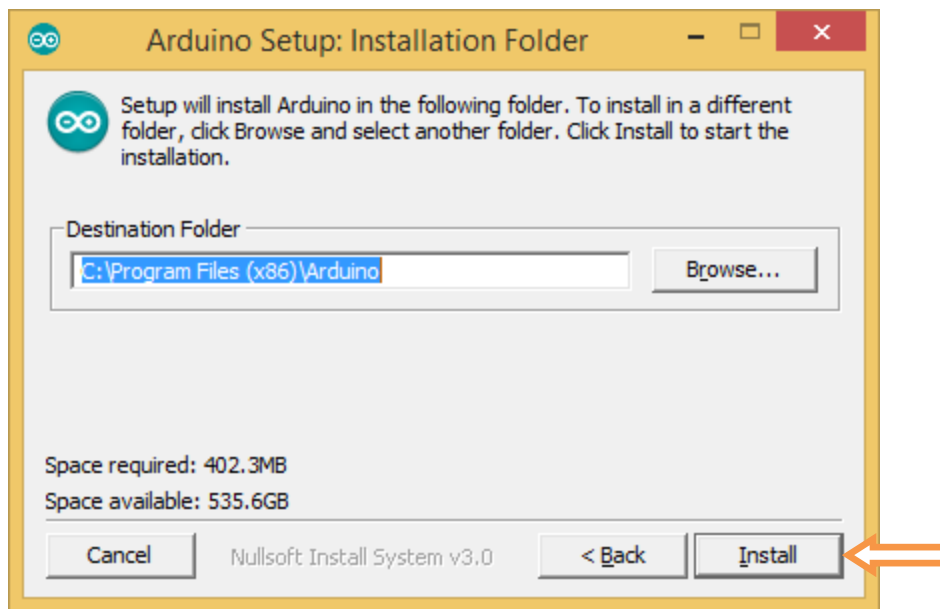 Arduino Setup: Installation Folder
Setup will install Arduino in the following folder. To install in a different
folder, click Browse and select another folder. Click Install to start the
installation.
Destination Folder
C:\Program Files (x86)\Arduino
Browse...
Space required: 402.3MB
Space available: 535.6GB
Cancel
Nullsoft Install System v3.0
< Back
Install